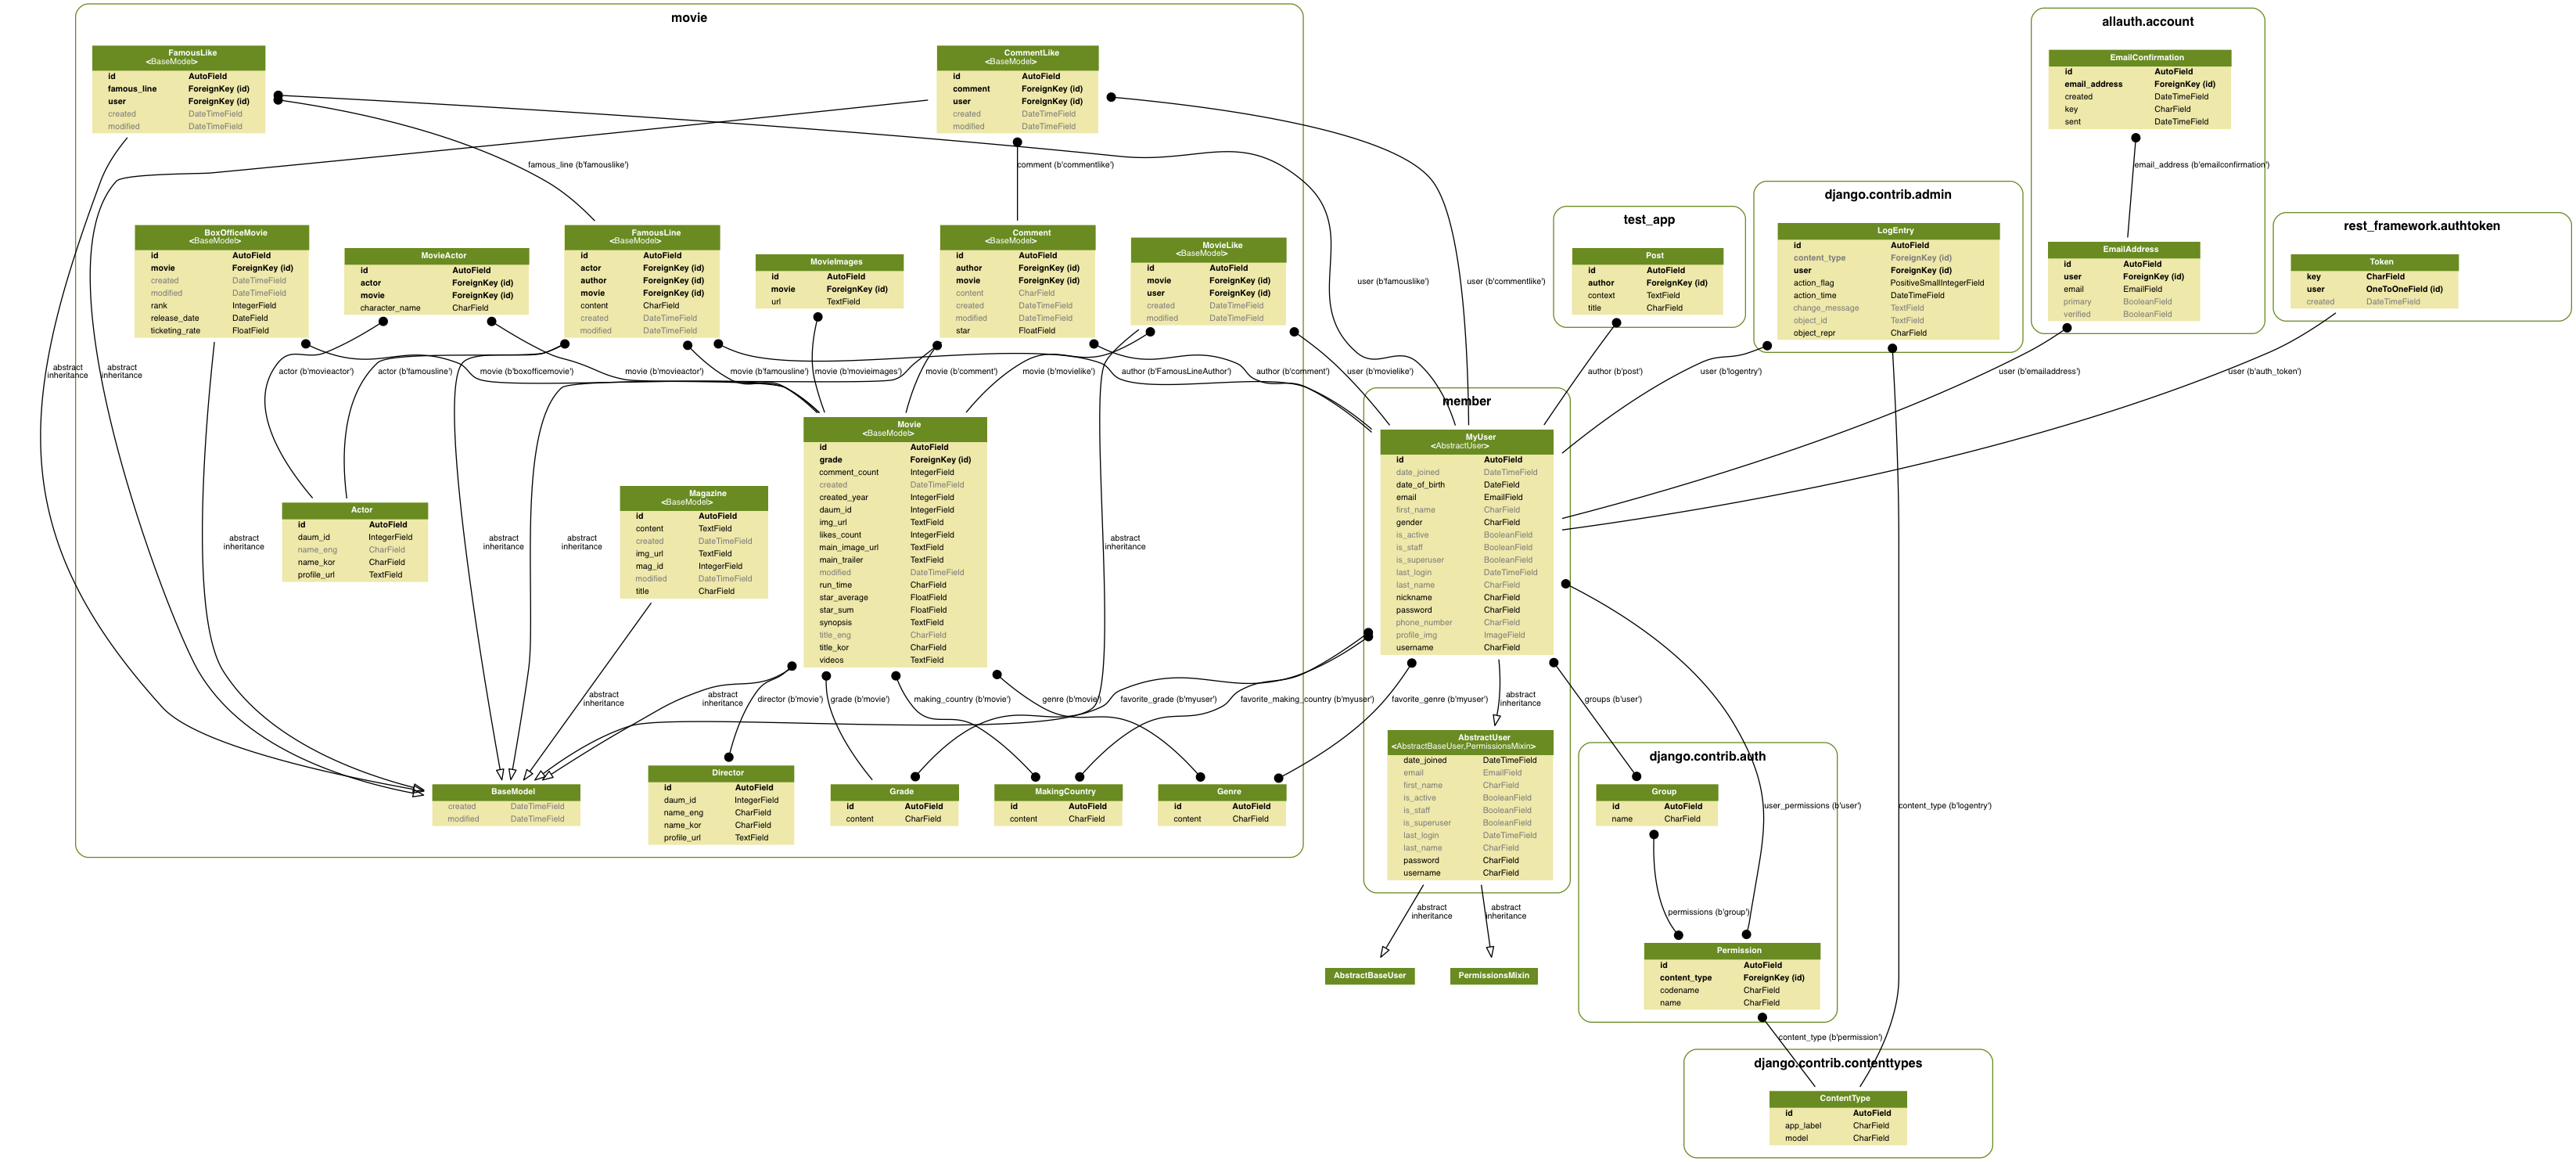 movie
FamousLike
<BaseModel>
id AutoField
famous_line ForeignKey (id)
user ForeignKey (id)
created DateTimeField
modified DateTimeField
CommentLike
<BaseModel>
id AutoField
comment ForeignKey (id)
user ForeignKey (id)
created DateTimeField
modified DateTimeField
allauth.account
EmailConfirmation
id AutoField
email_address ForeignKey (id)
created DateTimeField
key CharField
sent DateTimeField
famous_line (b'famouslike')
comment (b'commentlike')
email_address (b'emailconfirmation')
BoxOfficeMovie
<BaseModel>
id AutoField
movie ForeignKey (id)
created DateTimeField
modified DateTimeField
rank IntegerField
release_date DateField
ticketing_rate FloatField
MovieActor
id AutoField
actor ForeignKey (id)
movie ForeignKey (id)
character_name CharField
FamousLine
<BaseModel>
id AutoField
actor ForeignKey (id)
author ForeignKey (id)
movie ForeignKey (id)
content CharField
created DateTimeField
modified DateTimeField
MovieImages
id AutoField
movie ForeignKey (id)
url TextField
Comment
<BaseModel>
id AutoField
author ForeignKey (id)
movie ForeignKey (id)
content CharField
created DateTimeField
modified DateTimeField
star FloatField
MovieLike
<BaseModel>
id AutoField
movie ForeignKey (id)
user ForeignKey (id)
created DateTimeField
modified DateTimeField
user (b'famouslike')
user (b'commentlike')
test_app
Post
id AutoField
author ForeignKey (id)
context TextField
title CharField
django.contrib.admin
LogEntry
id AutoField
content_type ForeignKey (id)
user ForeignKey (id)
action_flag PositiveSmallIntegerField
action_time DateTimeField
change_message TextField
object_id TextField
object_repr CharField
EmailAddress
id AutoField
user ForeignKey (id)
email EmailField
primary BooleanField
verified BooleanField
rest_framework.authtoken
Token
key CharField
user OneToOneField (id)
created DateTimeField
abstract
inheritance
abstract
inheritance
actor (b'movieactor')
actor (b'famousline')
movie (b'boxofficemovie')
movie (b'movieactor')
movie (b'famousline')
movie (b'movieimages')
movie (b'comment')
movie (b'movielike')
author (b'FamousLineAuthor')
author (b'comment')
user (b'movielike')
author (b'post')
user (b'logentry')
user (b'emailaddress')
user (b'auth_token')
abstract
inheritance
Actor
id AutoField
daum_id IntegerField
name_eng CharField
name_kor CharField
profile_url TextField
abstract
inheritance
abstract
inheritance
Magazine
<BaseModel>
id AutoField
content TextField
created DateTimeField
img_url TextField
mag_id IntegerField
modified DateTimeField
title CharField
Movie
<BaseModel>
id AutoField
grade ForeignKey (id)
comment_count IntegerField
created DateTimeField
created_year IntegerField
daum_id IntegerField
img_url TextField
likes_count IntegerField
main_image_url TextField
main_trailer TextField
modified DateTimeField
run_time CharField
star_average FloatField
star_sum FloatField
synopsis TextField
title_eng CharField
title_kor CharField
videos TextField
abstract
inheritance
member
MyUser
<AbstractUser>
id AutoField
date_joined DateTimeField
date_of_birth DateField
email EmailField
first_name CharField
gender CharField
is_active BooleanField
is_staff BooleanField
is_superuser BooleanField
last_login DateTimeField
last_name CharField
nickname CharField
password CharField
phone_number CharField
profile_img ImageField
username CharField
abstract
inheritance
abstract
inheritance
director (b'movie')
grade (b'movie')
making_country (b'movie')
genre (b'movie')
favorite_grade (b'myuser')
favorite_making_country (b'myuser')
favorite_genre (b'myuser')
abstract
inheritance
groups (b'user')
BaseModel
created DateTimeField
modified DateTimeField
Director
id AutoField
daum_id IntegerField
name_eng CharField
name_kor CharField
profile_url TextField
Grade
id AutoField
content CharField
MakingCountry
id AutoField
content CharField
Genre
id AutoField
content CharField
AbstractUser
<AbstractBaseUser,PermissionsMixin>
date_joined DateTimeField
email EmailField
first_name CharField
is_active BooleanField
is_staff BooleanField
is_superuser BooleanField
last_login DateTimeField
last_name CharField
password CharField
username CharField
django.contrib.auth
Group
id AutoField
name CharField
user_permissions (b'user')
content_type (b'logentry')
abstract
inheritance
abstract
inheritance
permissions (b'group')
AbstractBaseUser
PermissionsMixin
Permission
id AutoField
content_type ForeignKey (id)
codename CharField
name CharField
content_type (b'permission')
django.contrib.contenttypes
ContentType
id AutoField
app_label CharField
model CharField